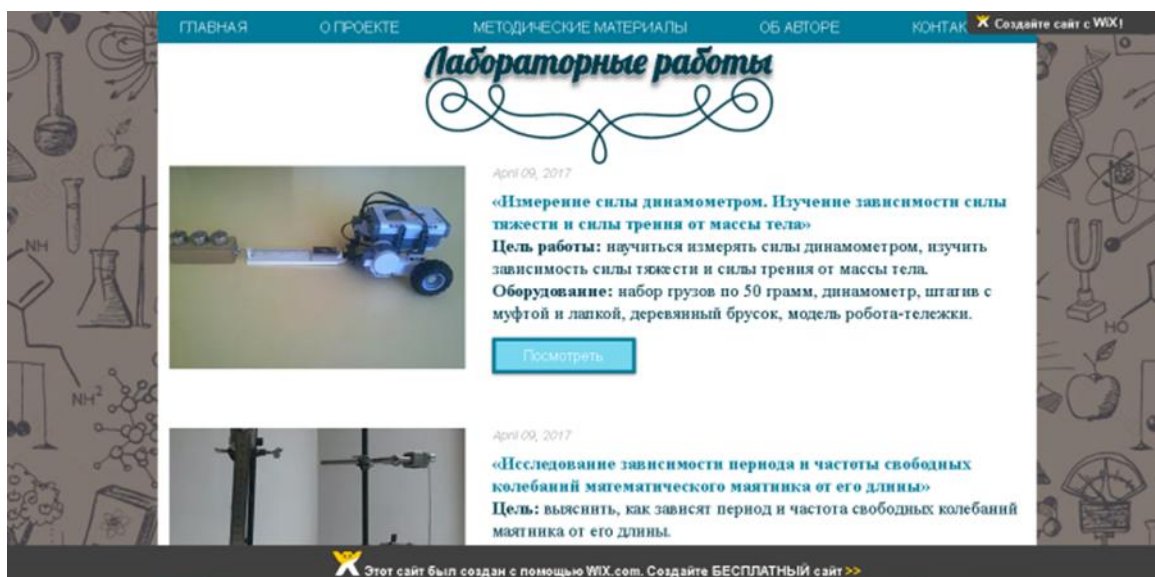 ГЛАВНАЯ О ПРОЕКТЕ МЕТОДИЧЕСКИЕ МАТЕРИАЛЫ ОБ АВТОРЕ КОНТАК
Создайте сайт с WiX!
Лабораторные работы
April 09, 2017
«Измерение силы динамометром. Изучение зависимости силы
тяжести и силы трения от массы тела»
Цель работы: научиться измерять силы динамометром, изучить
зависимость силы тяжести и силы трения от массы тела.
Оборудование: набор грузов по 50 грамм, динамометр, штатив с
муфтой и лапкой, деревянный брусок, модель робота-тележки.
Посмотреть
April 09, 2017
«Исследование зависимости периода и частоты свободных
колебаний математического маятника от его длины»
Цель: выяснить, как зависят период и частота свободных колебаний
маятника от его длины.
NH
NH2
HO
Этот сайт был создан с помощью WIX.com. Создайте БЕСПЛАТНЫЙ сайт >>